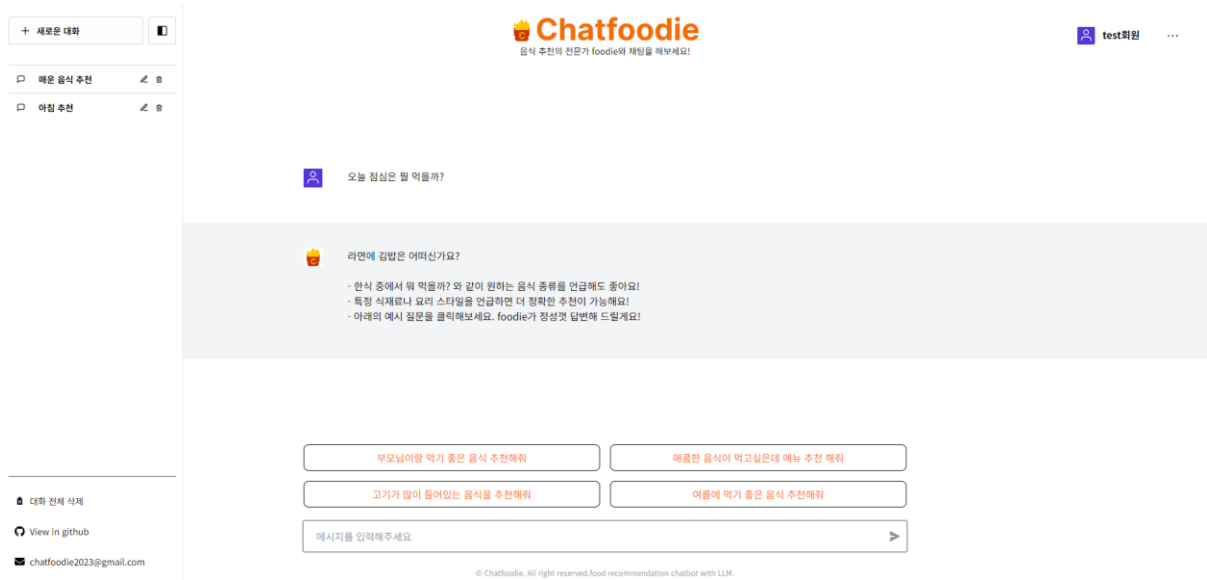 새로운 대화
매운 음식 추천
아침 추천
대화 전체 삭제
View in github
chatfoodie2023@gmail.com
Chatfoodie
음식 추천의 전문가 foodie와 채팅을 해보세요!
test회원
오늘 점심은 뭘 먹을까?
라면에 김밥은 어떠신가요?
- 한식 중에서 뭐 먹을까? 와 같이 원하는 음식 종류를 언급해도 좋아요!
- 특정 식재료나 요리 스타일을 언급하면 더 정확한 추천이 가능해요!
- 아래의 예시 질문을 클릭해보세요. foodie가 정성껏 답변해 드릴게요!
부모님이랑 먹기 좋은 음식 추천해줘
매콤한 음식이 먹고싶은데 메뉴 추천 해줘
고기가 많이 들어있는 음식을 추천해줘
여름에 먹기 좋은 음식 추천해줘
메시지를 입력해주세요
© Chatfoodie. All right reserved.food recommendation chatbot with LLM.